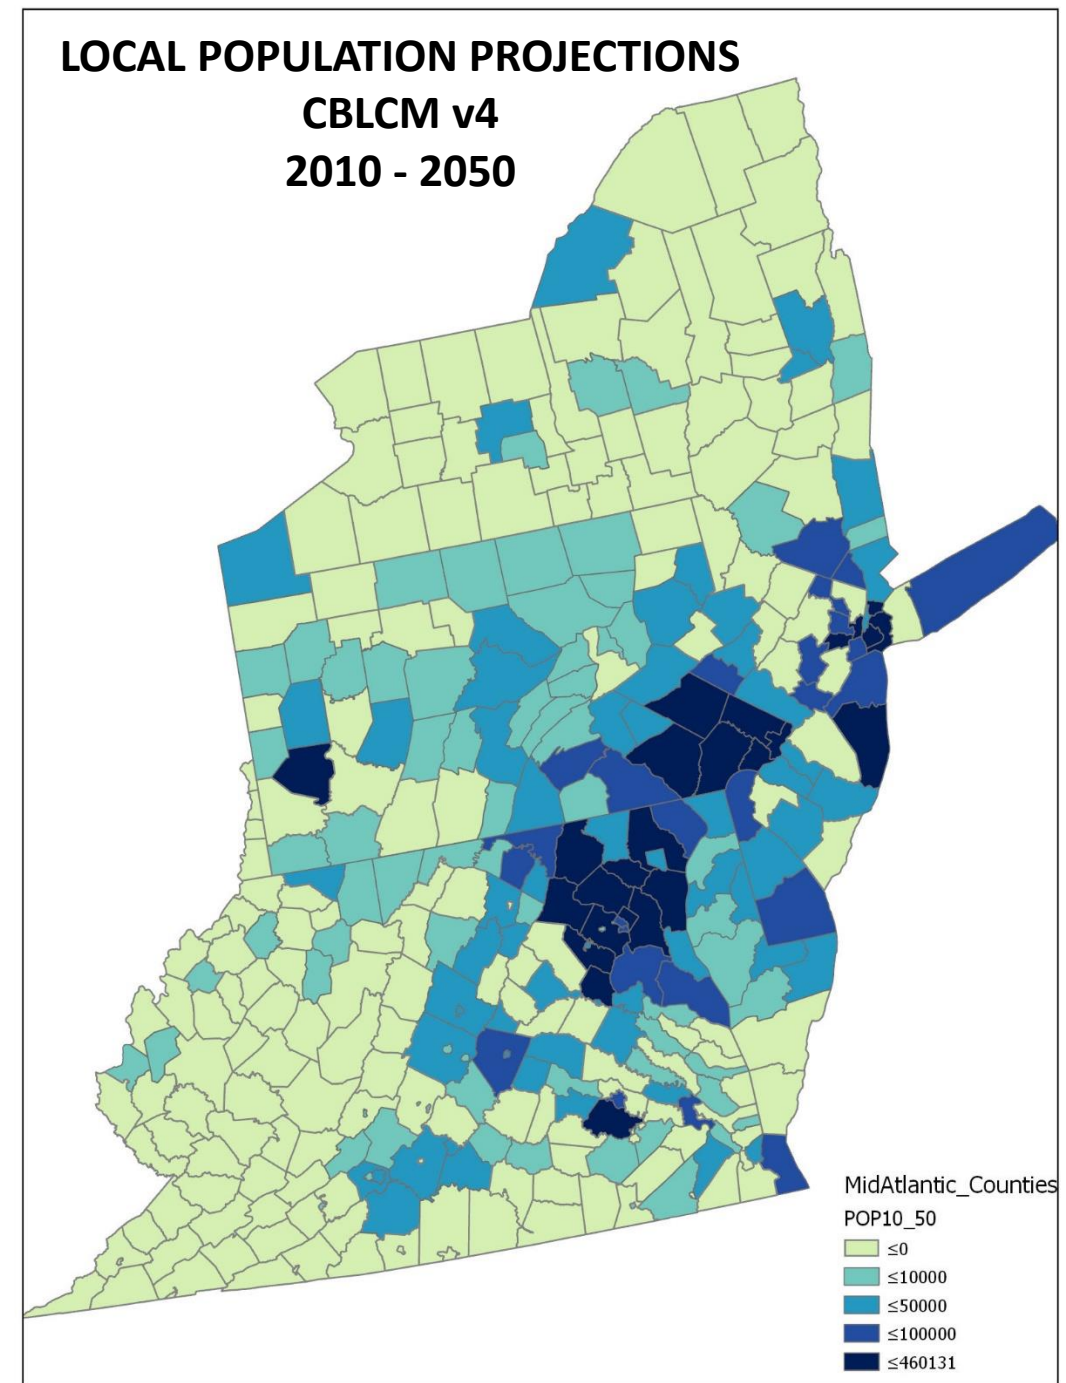 LOCAL POPULATION PROJECTIONS
CBLCM v4
2010 - 2050
MidAtlantic_Counties
POP10_50
≤0
≤10000
≤50000
≤100000
≤460131